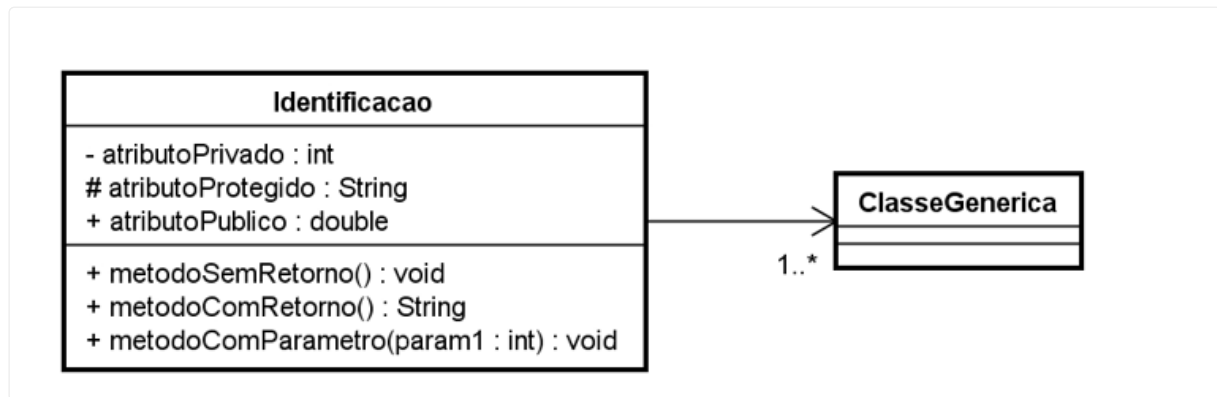 Identificacao
- atributoPrivado : int
# atributoProtegido : String
+ atributoPublico : double
+ metodoSemRetorno() : void
+ metodoComRetorno() : String
+ metodoComParametro(param1 : int) : void
ClasseGenerica
1..*